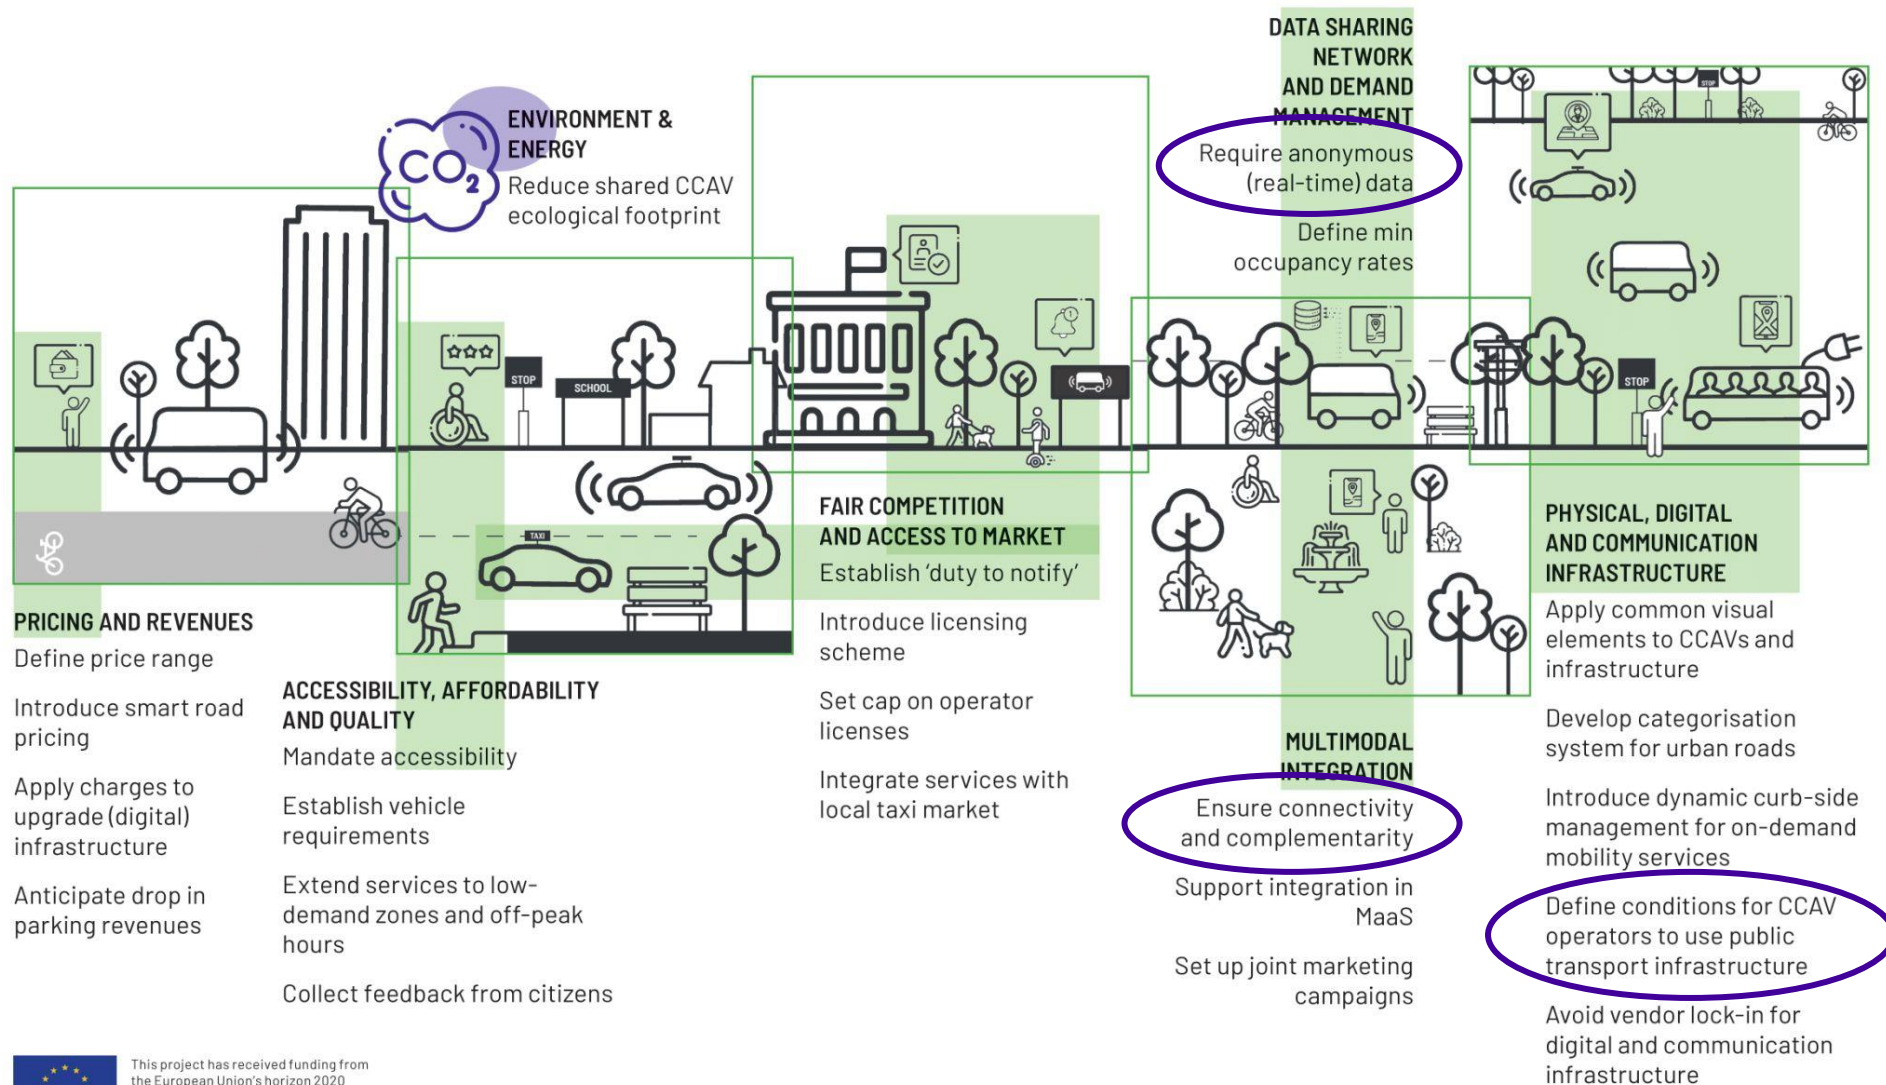 DATA SHARING
NETWORK
AND DEMAND
MANAGEMENT
Require anonymous
(real-time) data
Define min
occupancy rates
ENVIRONMENT &
ENERGY
Reduce shared CCAV
ecological footprint
CO2
STOP
STOP
SCHOOL
1
STOP
TAXI
PRICING AND REVENUES
Define price range
Introduce smart road
pricing
Apply charges to
upgrade (digital)
infrastructure
Anticipate drop in
parking revenues
ACCESSIBILITY, AFFORDABILITY
AND QUALITY
Mandate accessibility
Establish vehicle
requirements
Extend services to low-
demand zones and off-peak
hours
Collect feedback from citizens
FAIR COMPETITION
AND ACCESS TO MARKET
Establish ‘duty to notify’
Introduce licensing
scheme
Set cap on operator
licenses
Integrate services with
local taxi market
MULTIMODAL
INTEGRATION
Ensure connectivity
and complementarity
Support integration in
MaaS
Set up joint marketing
campaigns
PHYSICAL, DIGITAL
AND COMMUNICATION
INFRASTRUCTURE
Apply common visual
elements to CCAVs and
infrastructure
Develop categorisation
system for urban roads
Introduce dynamic curb-side
management for on-demand
mobility services
Define conditions for CCAV
operators to use public
transport infrastructure
Avoid vendor lock-in for
digital and communication
infrastructure
This project has received funding from
the European Union's horizon 2020